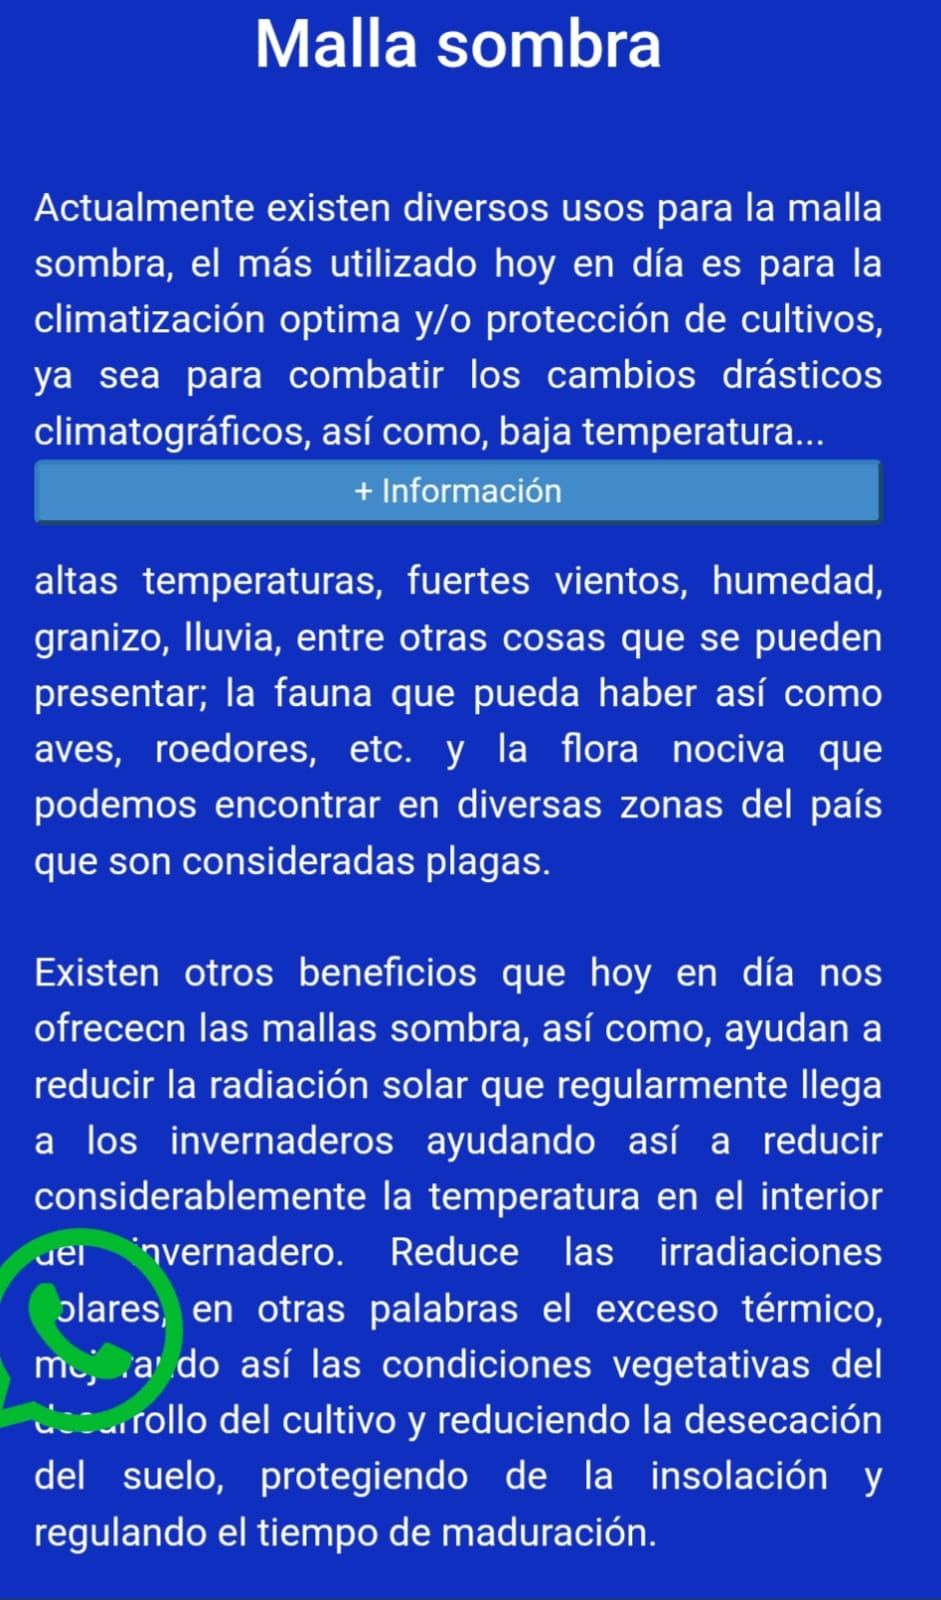 Malla sombra
Actualmente existen diversos usos para la malla
sombra, el más utilizado hoy en día es para la
climatización optima y/o protección de cultivos,
ya sea para combatir los cambios drásticos
climatográficos, así como, baja temperatura...
+ Información
altas temperaturas, fuertes vientos, humedad,
granizo, lluvia, entre otras cosas que se pueden
presentar; la fauna que pueda haber así como
aves, roedores, etc. y la flora nociva que
podemos encontrar en diversas zonas del país
que son consideradas plagas.
Existen otros beneficios que hoy en día nos
ofrececn las mallas sombra, así como, ayudan a
reducir la radiación solar que regularmente llega
a los invernaderos ayudando así a reducir
considerablemente la temperatura en el interior
del invernadero. Reduce las irradiaciones
solares, en otras palabras el exceso térmico,
mejorando así las condiciones vegetativas del
desarrollo del cultivo y reduciendo la desecación
del suelo, protegiendo de la insolación y
regulando el tiempo de maduración.